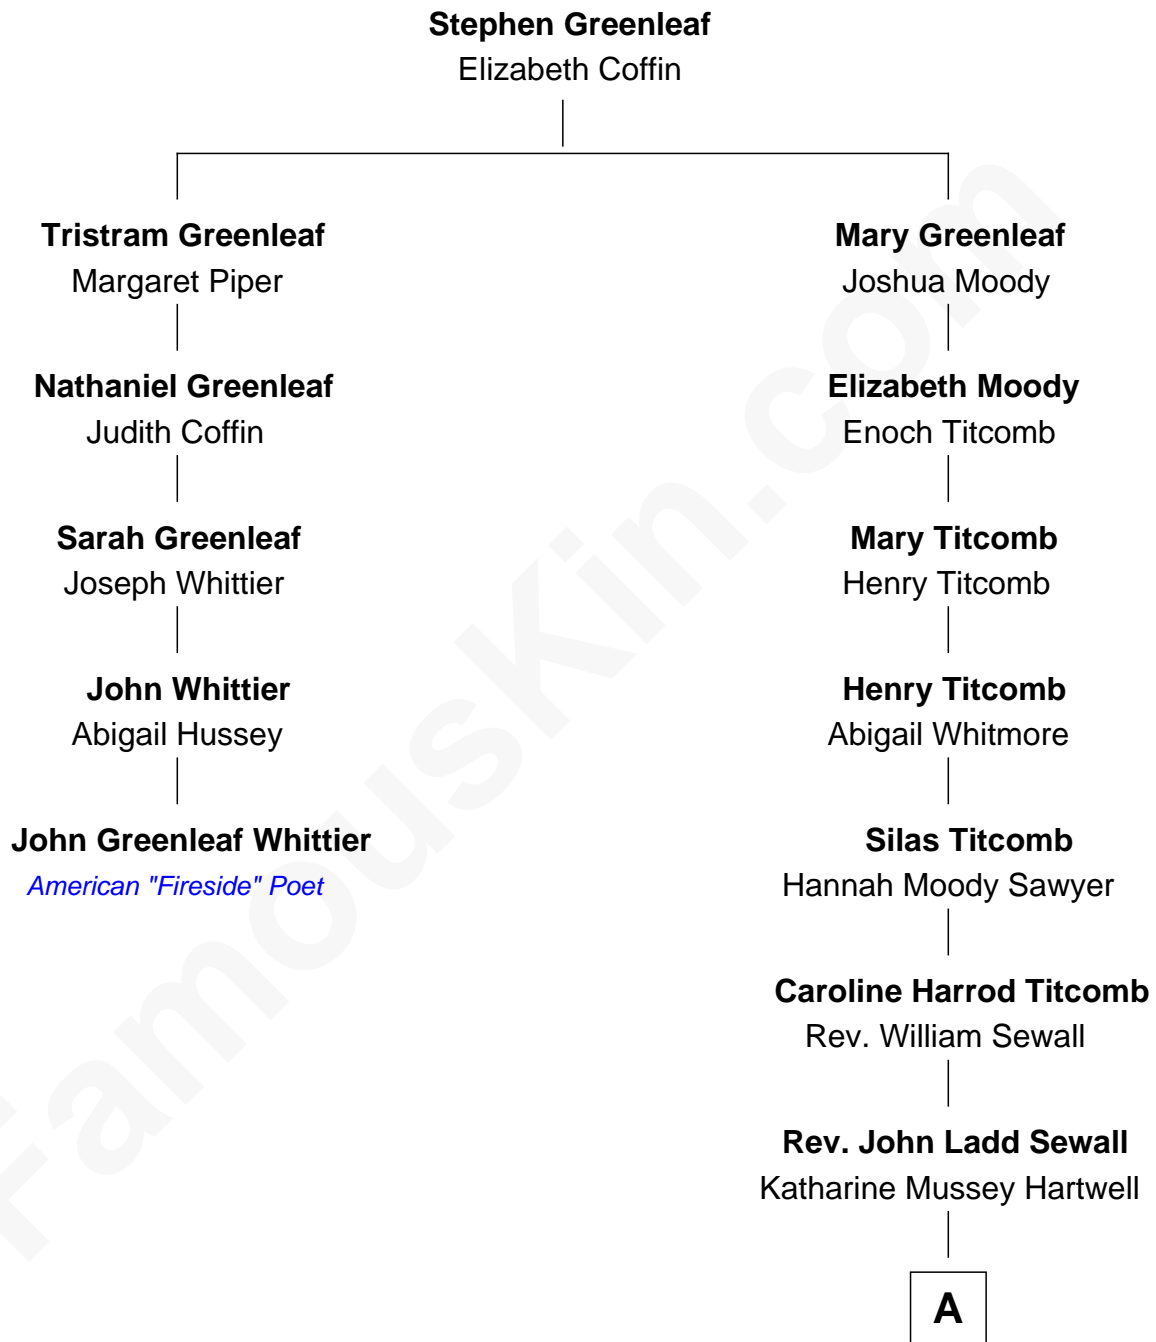 Stephen Greenleaf
Elizabeth Coffin
Tristram Greenleaf
Margaret Piper
Nathaniel Greenleaf
Judith Coffin
Sarah Greenleaf
Joseph Whittier
John Whittier
Abigail Hussey
John Greenleaf Whittier
American "Fireside" Poet
Mary Greenleaf
Joshua Moody
Elizabeth Moody
Enoch Titcomb
Mary Titcomb
Henry Titcomb
Henry Titcomb
Abigail Whitmore
Silas Titcomb
Hannah Moody Sawyer
Caroline Harrod Titcomb
Rev. William Sewall
Rev. John Ladd Sewall
Katharine Mussey Hartwell
A
FamousKin.com